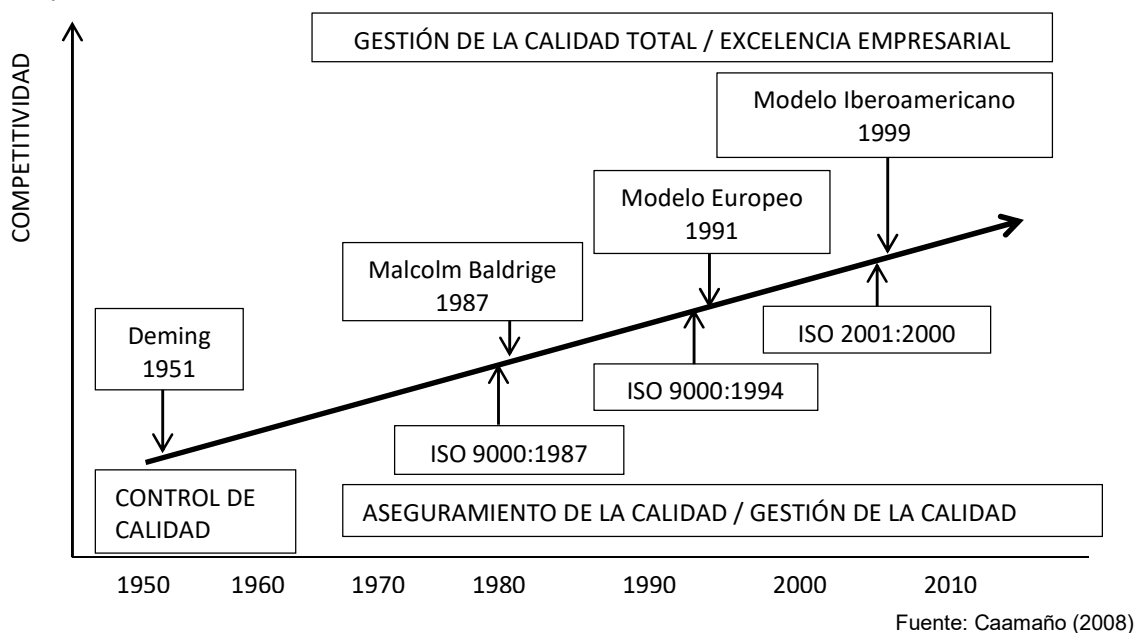 GESTIÓN DE LA CALIDAD TOTAL / EXCELENCIA EMPRESARIAL
COMPETITIVIDAD
Modelo Iberoamericano
1999
Modelo Europeo
1991
Malcolm Baldrige
1987
Deming
1951
ISO 2001:2000
ISO 9000:1994
ISO 9000:1987
CONTROL DE
CALIDAD
ASEGURAMIENTO DE LA CALIDAD / GESTIÓN DE LA CALIDAD
1950 1960 1970 1980 1990 2000 2010
Fuente: Caamaño (2008)